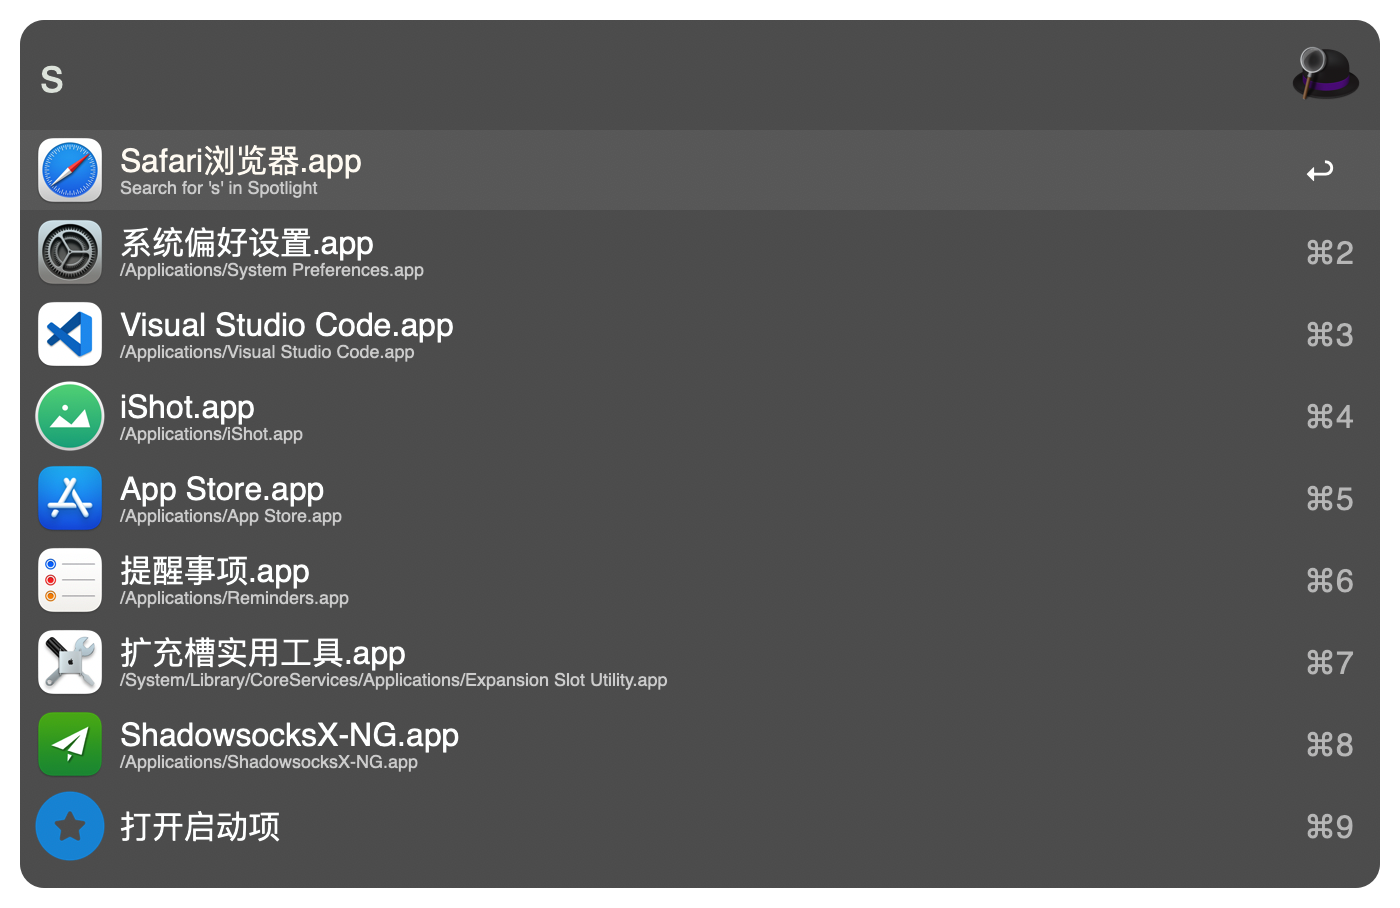 s
Safari浏览器.app
Search for 's' in Spotlight
系统偏好设置.app
/Applications/System Preferences.app
⌘2
Visual Studio Code.app
/Applications/Visual Studio Code.app
⌘3
iShot.app
/Applications/iShot.app
⌘4
App Store.app
/Applications/App Store.app
⌘5
提醒事项.app
/Applications/Reminders.app
⌘6
扩充槽实用工具.app
/System/Library/CoreServices/Applications/Expansion Slot Utility.app
⌘7
ShadowsocksX-NG.app
/Applications/ShadowsocksX-NG.app
⌘8
打开启动项
⌘9